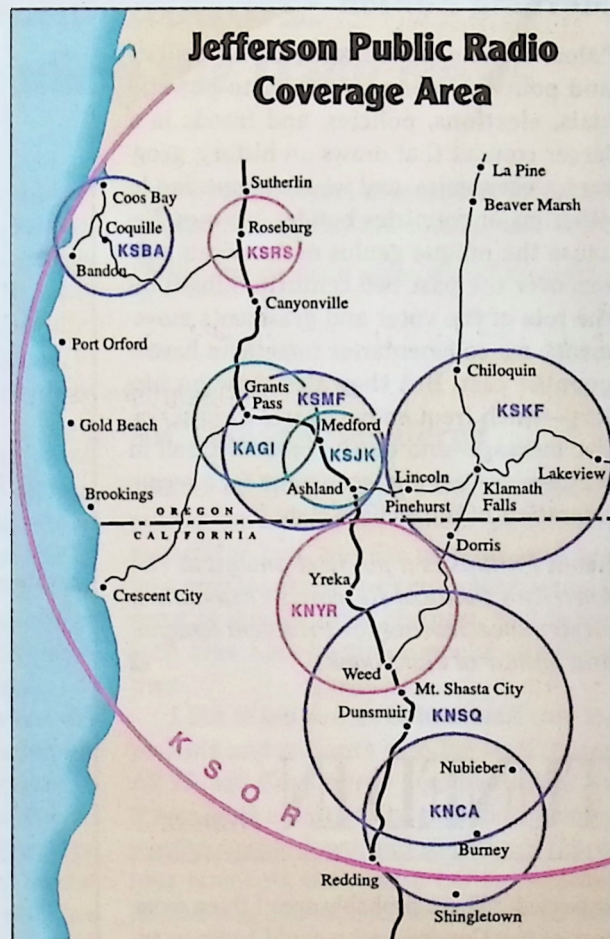 Jefferson Public Radio
Coverage Area
La Pine
Sutherlin
Beaver Marsh
Coos Bay
Coquille
KSBA
Roseburg
KSRS
Bandon
Canyonville
Port Orford
Chiloquin
Grants
Pass
KSMF
KSKF
Gold Beach
Medford
KAGI
KSJK
Lakeview
Ashland
Lincoln
Pinehurst
Klamath
Falls
Brookings
OREGON
CALIFORNIA
Dorris
Yreka
Crescent City
KNYR
Weed
Mt. Shasta City
Dunsmuir
KNSQ
KSOR
Nubieber
KNCA
Burney
Redding
Shingletown